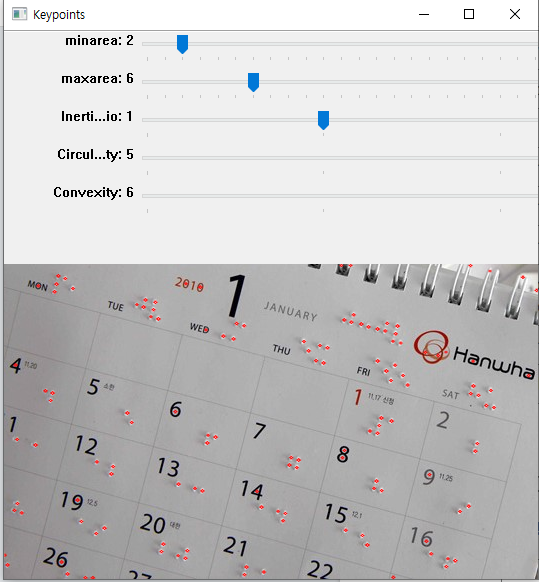 Keypoints
minarea: 2
maxarea: 6
Inerti...io: 1
Circul...ty: 5
Convexity: 6
2010 1 JANUARY
Hanwha
MON TUE WED THU FRI SAT
1 11.17 신정 2
4 11.20 5 소한 6 7 8 9 11.25
1 12 13 14 15 12.1 16
19 12.5 20 대한 21 22
26 27